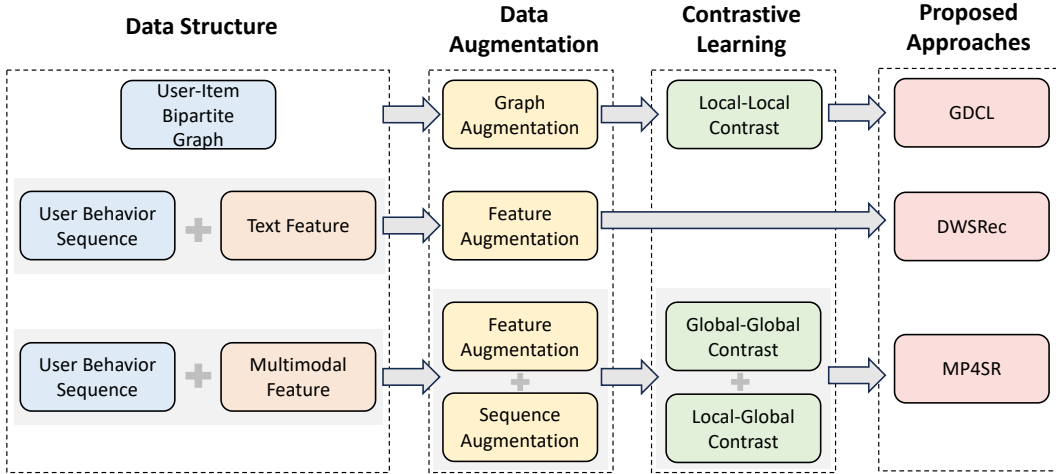 Data Structure
Data
Augmentation
Contrastive
Learning
Proposed
Approaches
User-Item
Bipartite
Graph
Graph
Augmentation
Local-Local
Contrast
GDCL
User Behavior
Sequence
Text Feature
Feature
Augmentation
DWSRec
User Behavior
Sequence
Multimodal
Feature
Feature
Augmentation
Sequence
Augmentation
Global-Global
Contrast
Local-Global
Contrast
MP4SR